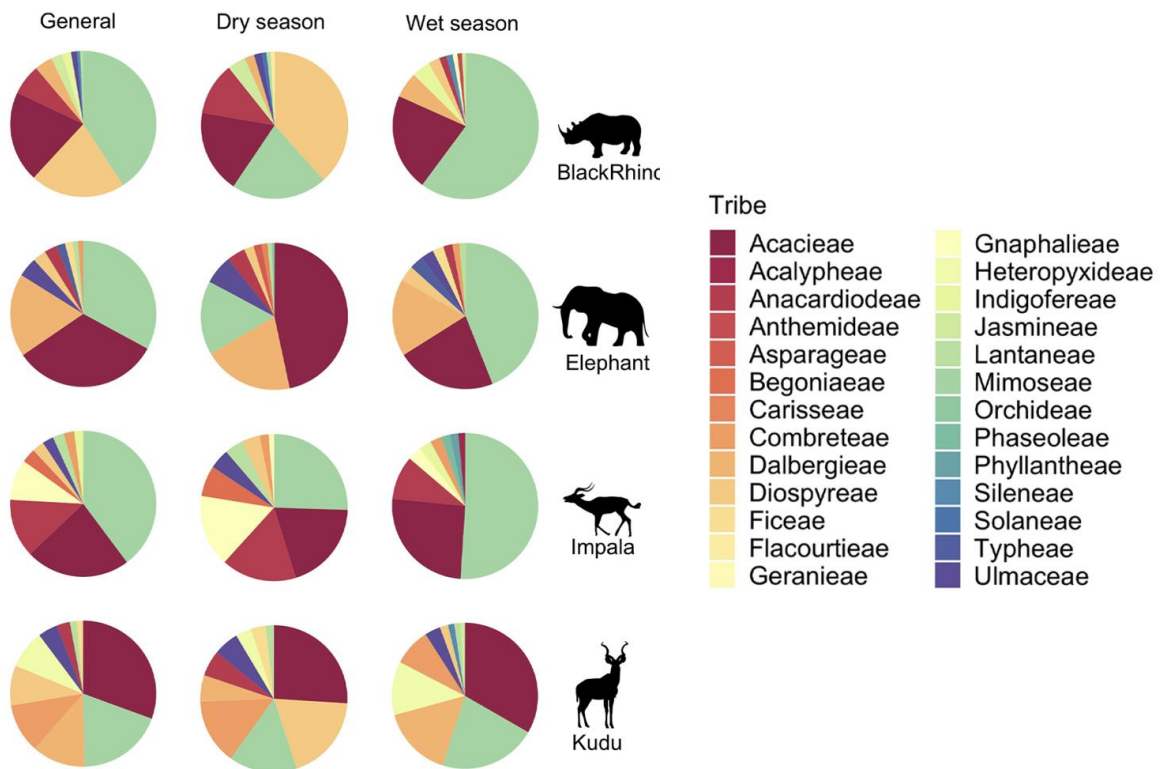 General Dry season Wet season
BlackRhino
Elephant
Impala
Kudu
Tribe
Acacieae
Acalypheae
Anacardiodeae
Anthemideae
Asparageae
Begoniaeae
Carisseae
Combreteae
Dalbergieae
Diospyreae
Ficeae
Flacourtieae
Geranieae
Gnaphalieae
Heteropyxideae
Indigofereae
Jasmineae
Lantaneae
Mimoseae
Orchideae
Phaseoleae
Phyllantheae
Sileneae
Solaneae
Typheae
Ulmaceae